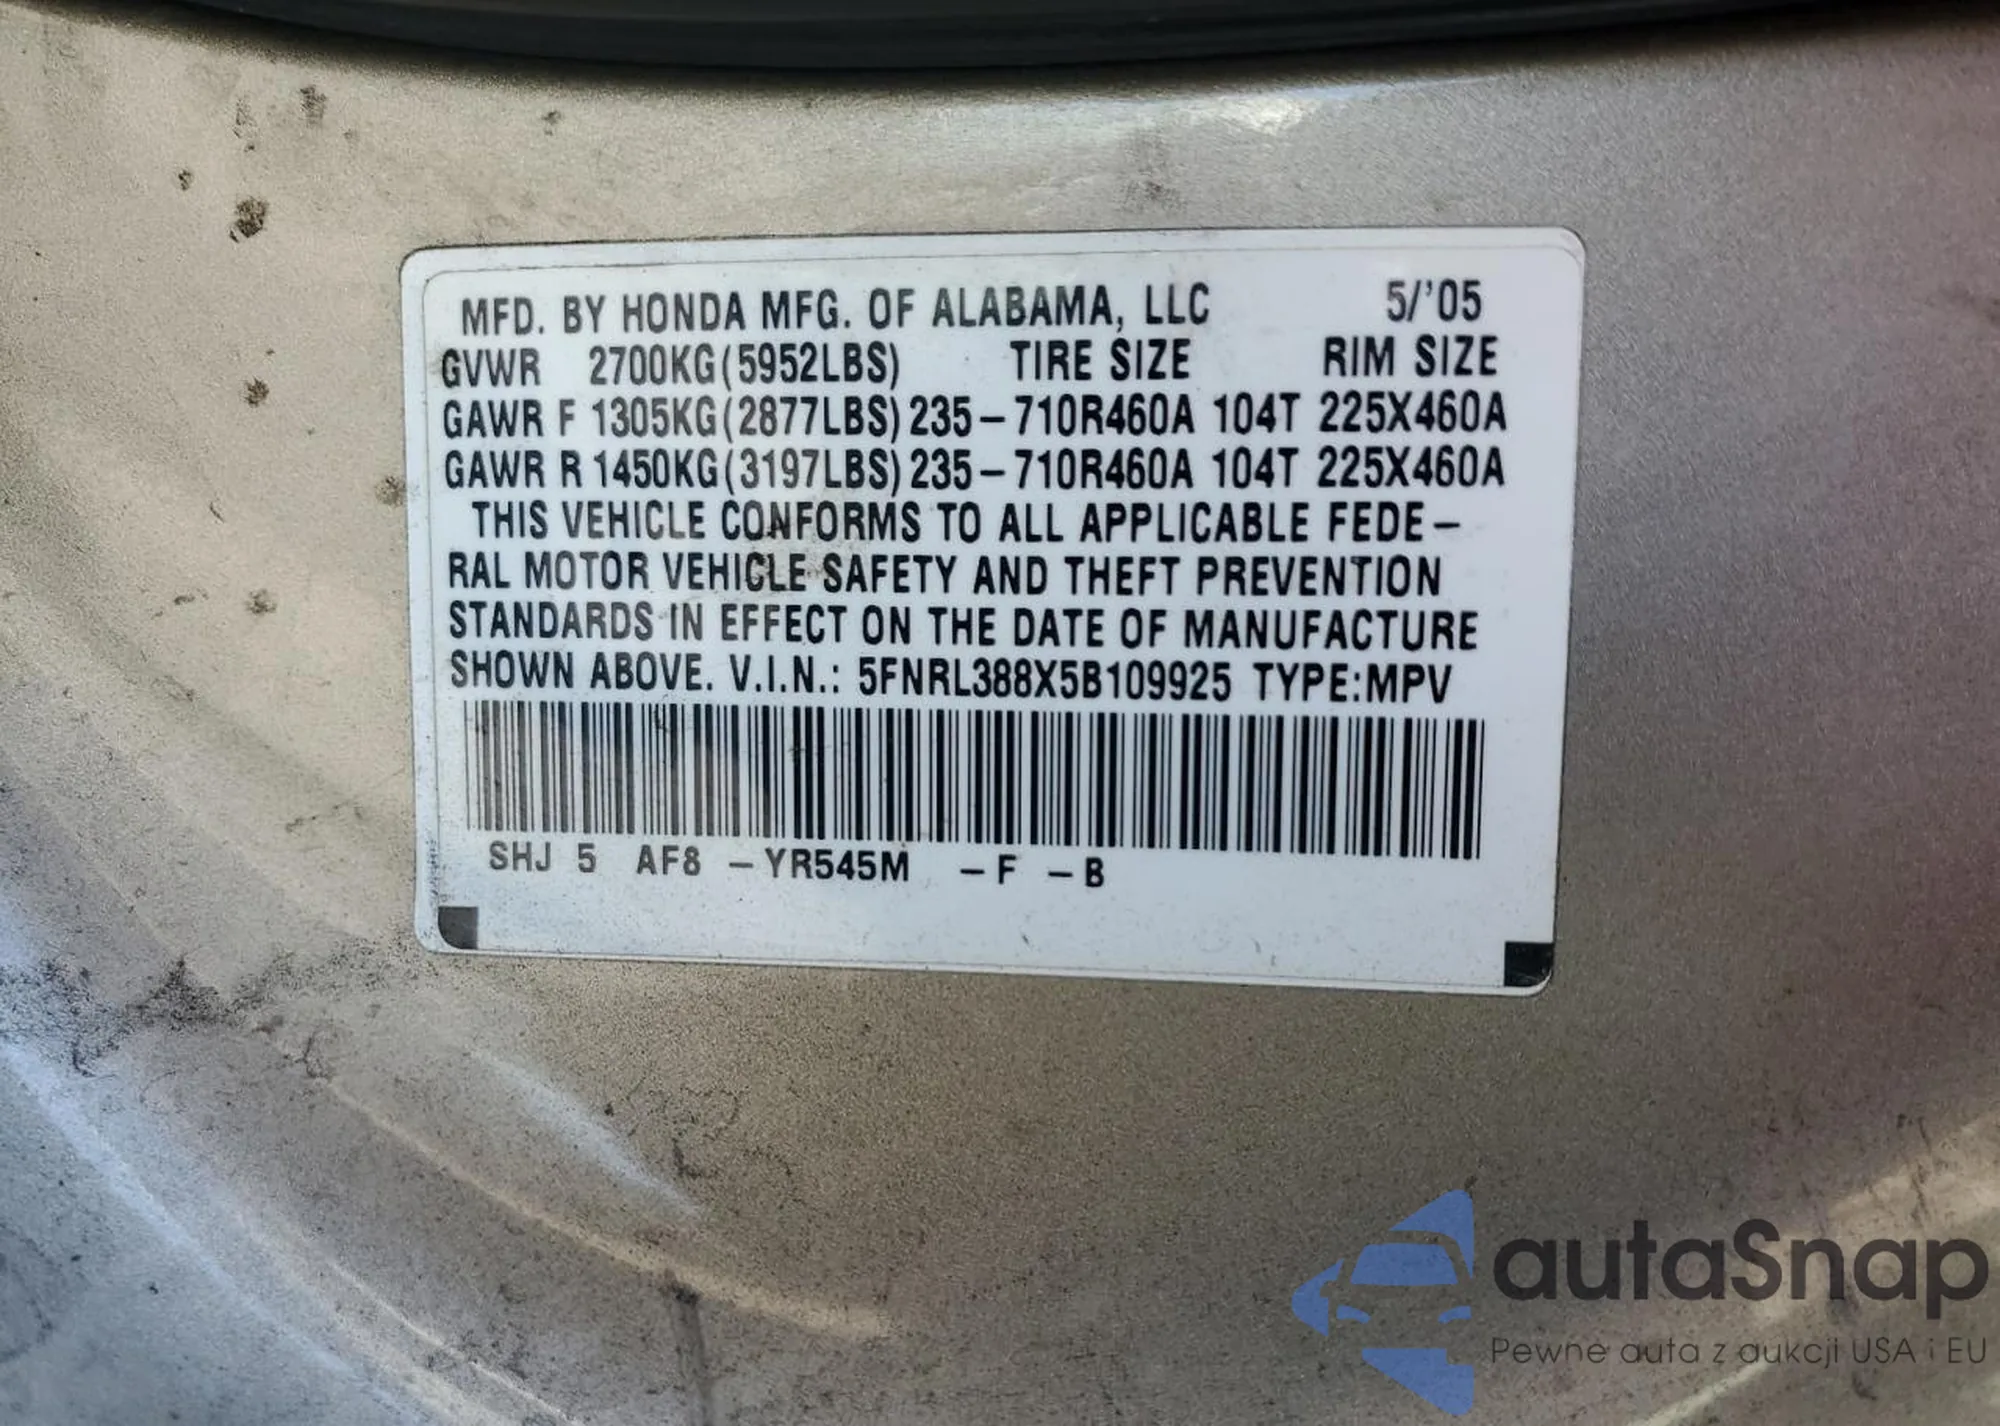 MFD. BY HONDA MFG. OF ALABAMA, LLC 5/'05
GVWR 2700KG(5952LBS) TIRE SIZE RIM SIZE
GAWR F 1305KG(2877LBS) 235-710R460A 104T 225X460A
GAWR R 1450KG(3197LBS) 235-710R460A 104T 225X460A
THIS VEHICLE CONFORMS TO ALL APPLICABLE FEDE-
RAL MOTOR VEHICLE SAFETY AND THEFT PREVENTION
STANDARDS IN EFFECT ON THE DATE OF MANUFACTURE
SHOWN ABOVE. V.I.N.: 5FNRL388X5B109925 TYPE:MPV
SHJ 5 AF8 -YR545M -F -B
autaSnap
Pewne auta z aukcji USA i EU